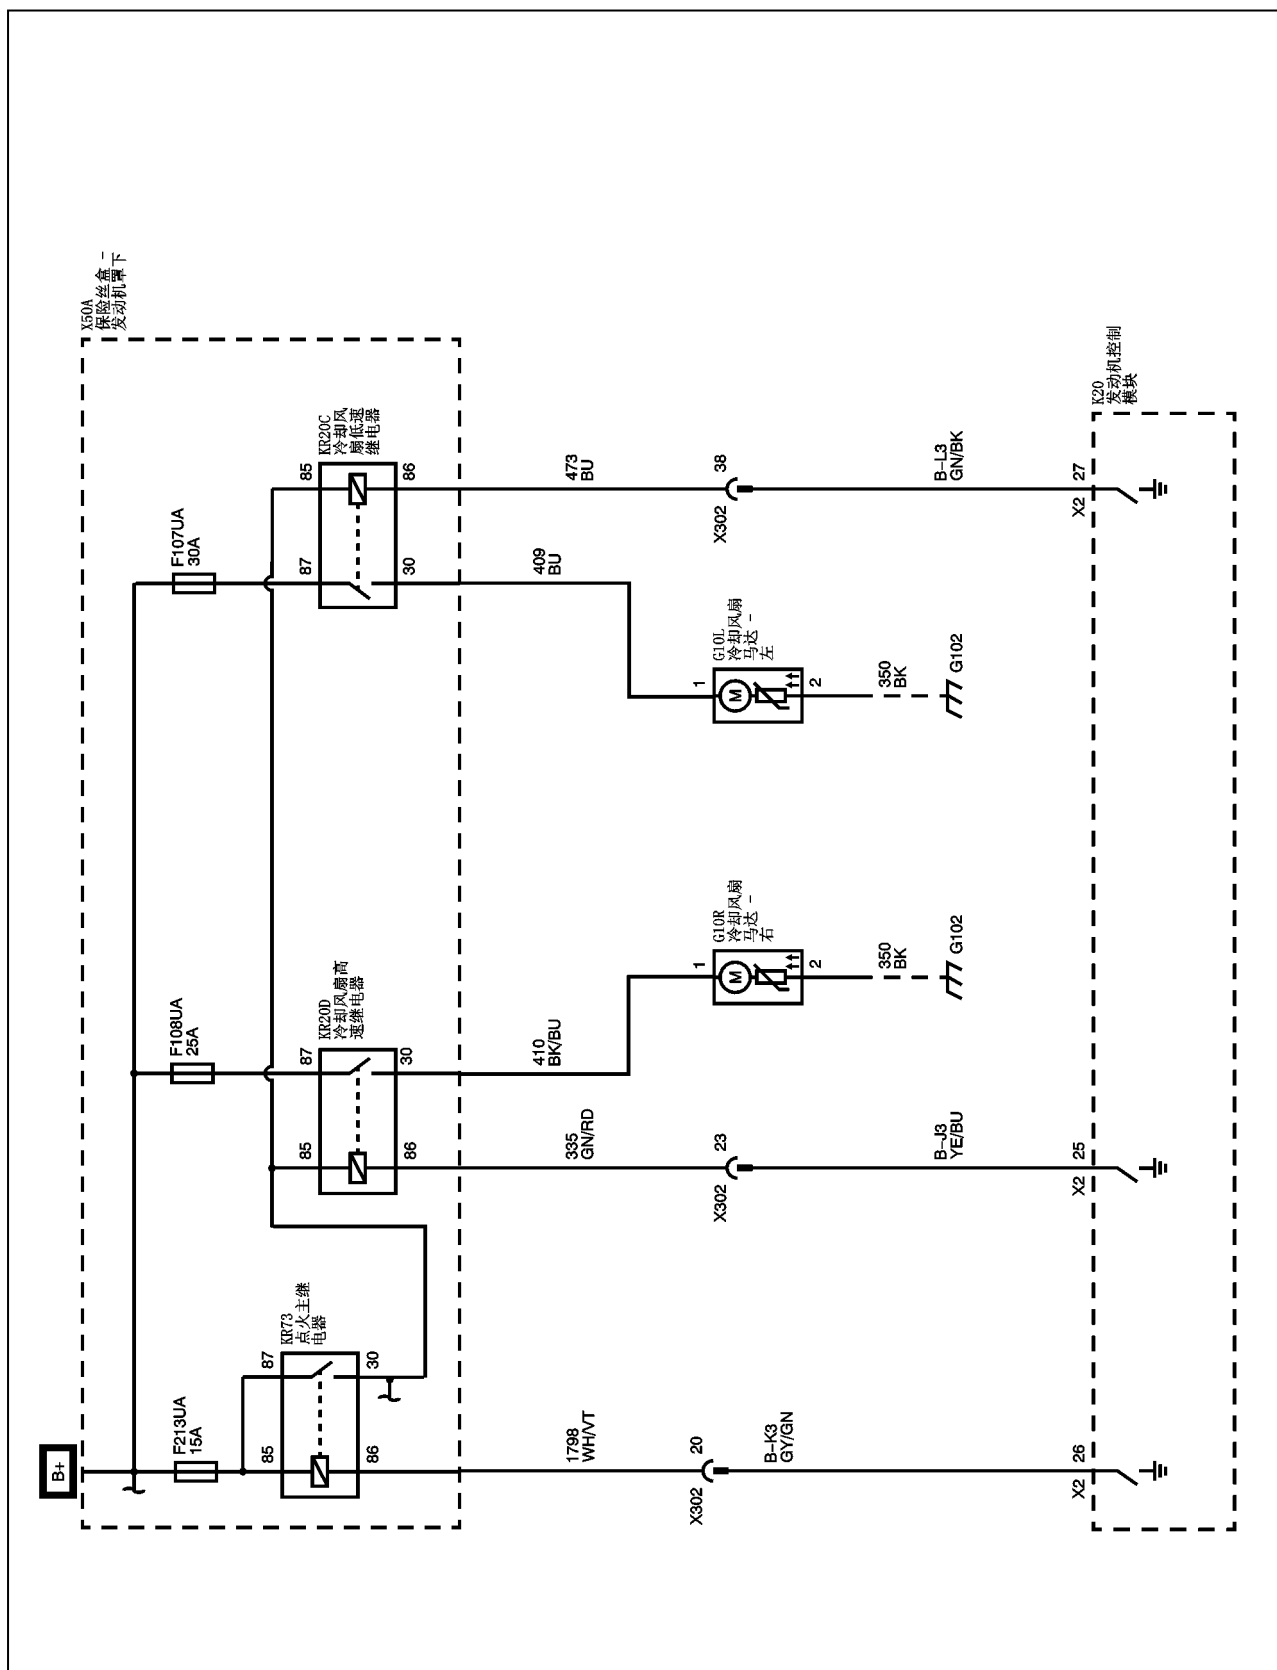 B+
X50A
保险丝盒 -
发动机罩下
F213UA
15A
F108UA
25A
F107UA
30A
KR73
点火主继
电器
85
87
86
30
KR20D
冷却风扇高
速继电器
85
87
86
30
KR20C
冷却风
扇低速
继电器
87
85
30
86
1798
WH/VT
335
GN/RD
410
BK/BU
409
BU
473
BU
X302
20
X302
23
X302
38
G10R
冷却风扇
马达 -
右
1
M
2
G10L
冷却风扇
马达 -
左
1
M
2
350
BK
G102
350
BK
G102
B-K3
GY/GN
B-J3
YE/BU
B-L3
GN/BK
X2
26
X2
25
X2
27
K20
发动机控制
模块